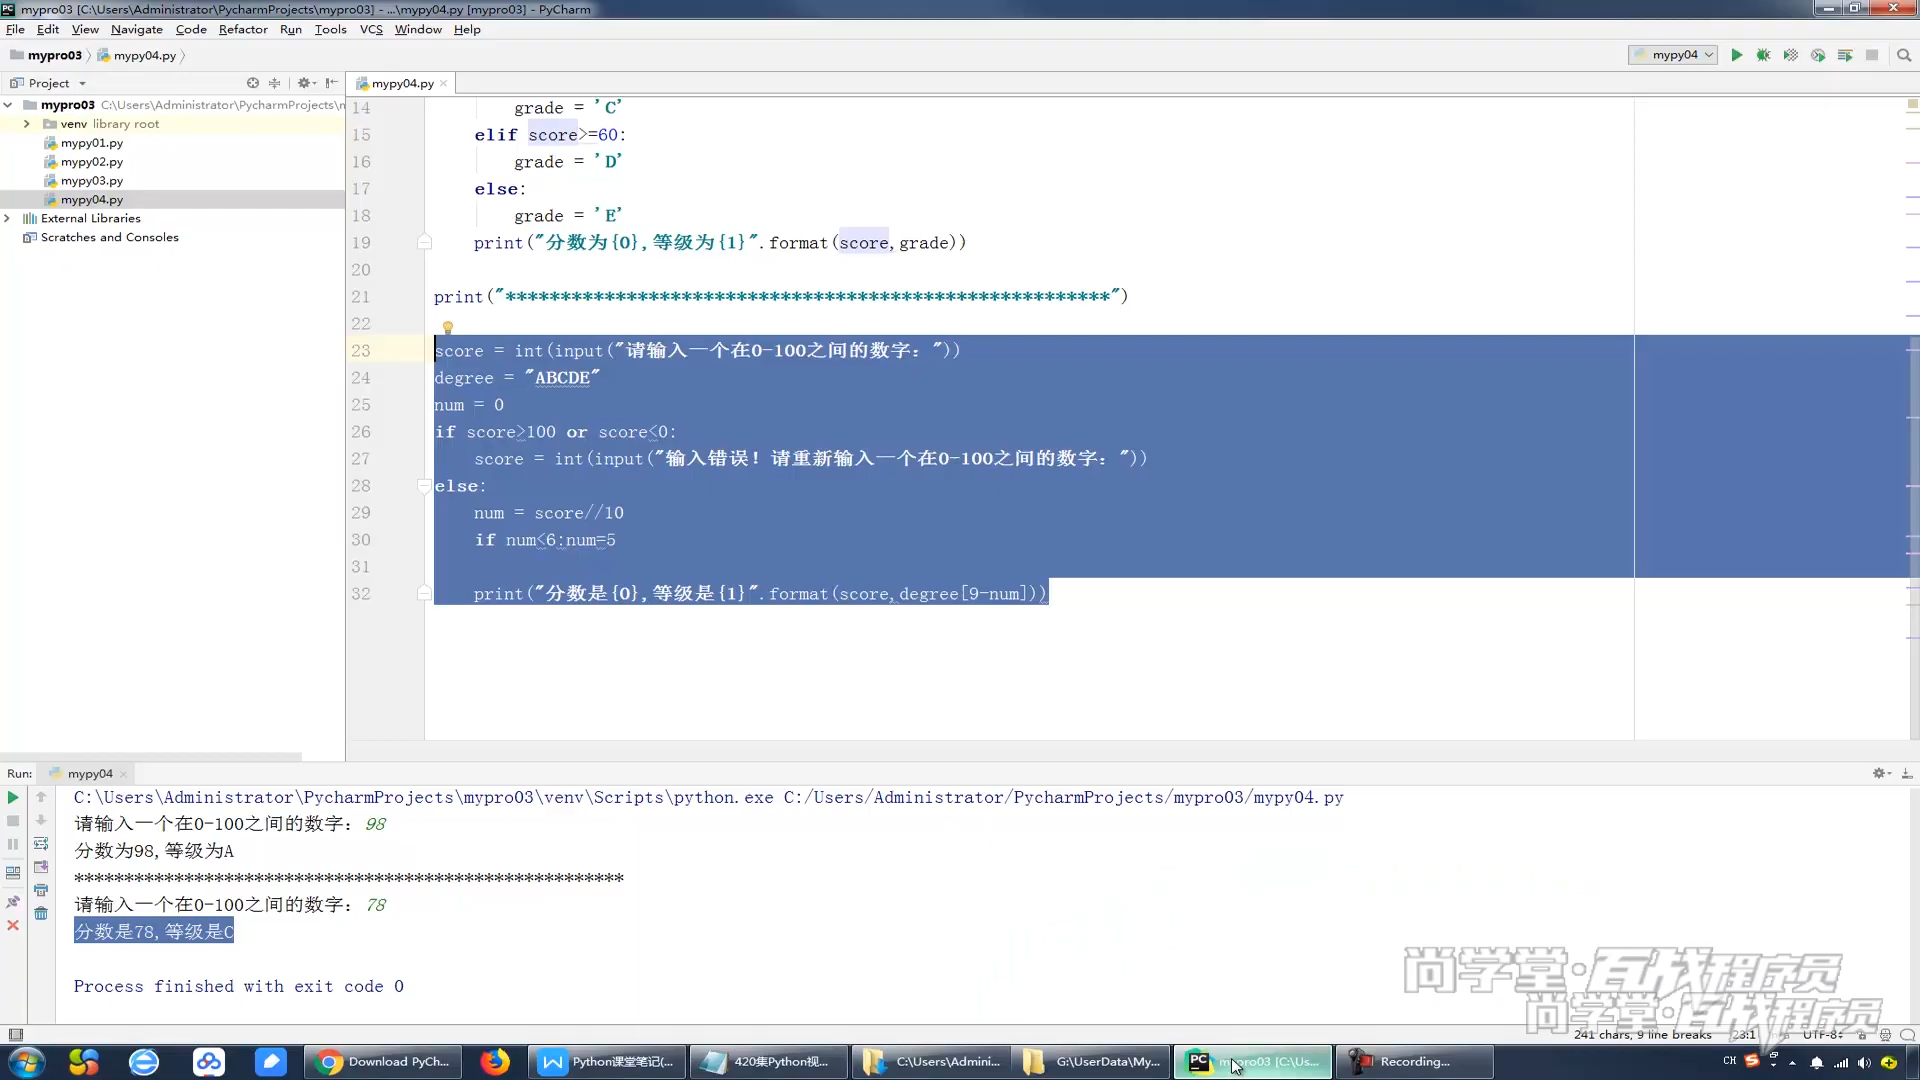 mypro03 [C:\Users\Administrator\PycharmProjects\mypro03] - ...\mypy04.py [mypro03] - PyCharm
File Edit View Navigate Code Refactor Run Tools VCS Window Help
mypro03 mypy04.py mypy04
Project mypy04.py
mypro03 C:\Users\Administrator\PycharmProjects\n
venv library root
mypy01.py
mypy02.py
mypy03.py
mypy04.py
External Libraries
Scratches and Consoles
14 grade = 'C'
15 elif score>=60:
16 grade = 'D'
17 else:
18 grade = 'E'
19 print("分数为{0},等级为{1}".format(score,grade))
20
21 print("*******************************************************")
22
23 score = int(input("请输入一个在0-100之间的数字："))
24 degree = "ABCDE"
25 num = 0
26 if score>100 or score<0:
27 score = int(input("输入错误！请重新输入一个在0-100之间的数字："))
28 else:
29 num = score//10
30 if num<6:num=5
31
32 print("分数是{0},等级是{1}".format(score,degree[9-num]))
Run: mypy04
C:\Users\Administrator\PycharmProjects\mypro03\venv\Scripts\python.exe C:/Users/Administrator/PycharmProjects/mypro03/mypy04.py
请输入一个在0-100之间的数字：98
分数为98,等级为A
*******************************************************
请输入一个在0-100之间的数字：78
分数是78,等级是C
Process finished with exit code 0
尚学堂·百战程序员
尚学堂·百战程序员
241 chars, 9 line breaks 23:1 UTF-8
Download PyCh... Python课堂笔记(... 420集Python视... C:\Users\Admini... G:\UserData\My... mypro03 [C:\Us... Recording... CH